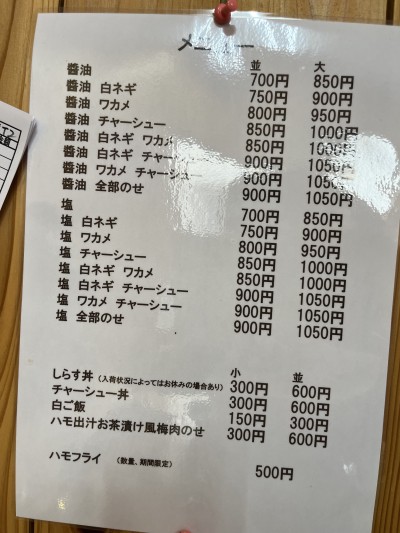 メニュー
並 大
醤油 700円 850円
醤油 白ネギ 750円 900円
醤油 ワカメ 800円 950円
醤油 チャーシュー 850円 1000円
醤油 白ネギ ワカメ 850円 1000円
醤油 白ネギ チャーシュー 900円 1050円
醤油 ワカメ チャーシュー 900円 1050円
醤油 全部のせ 900円 1050円
塩 700円 850円
塩 白ネギ 750円 900円
塩 ワカメ 800円 950円
塩 チャーシュー 850円 1000円
塩 白ネギ ワカメ 850円 1000円
塩 白ネギ チャーシュー 900円 1050円
塩 ワカメ チャーシュー 900円 1050円
塩 全部のせ 900円 1050円
小 並
しらす丼 (入荷状況によってはお休みの場合あり) 300円 600円
チャーシュー丼 300円 600円
白ご飯 150円 300円
ハモ出汁お茶漬け風梅肉のせ 300円 600円
ハモフライ (数量、期間限定) 500円